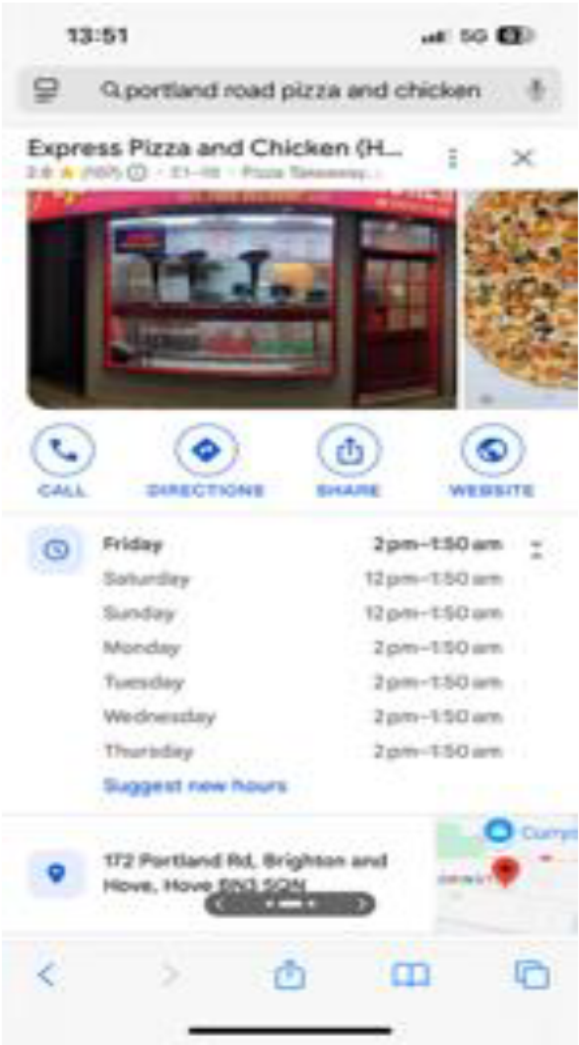 13:51
5G
portland road pizza and chicken
Express Pizza and Chicken (H...
Pizza Takeaway...
CALL
DIRECTIONS
SHARE
WEBSITE
Friday 2 pm–1:50 am
Saturday 12 pm–1:50 am
Sunday 12 pm–1:50 am
Monday 2 pm–1:50 am
Tuesday 2 pm–1:50 am
Wednesday 2 pm–1:50 am
Thursday 2 pm–1:50 am
Suggest new hours
172 Portland Rd, Brighton and
Hove, Hove BN3